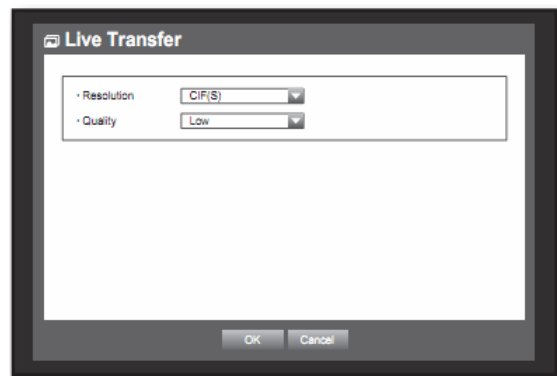 Live Transfer
• Resolution CIF(S)
• Quality Low
OK Cancel